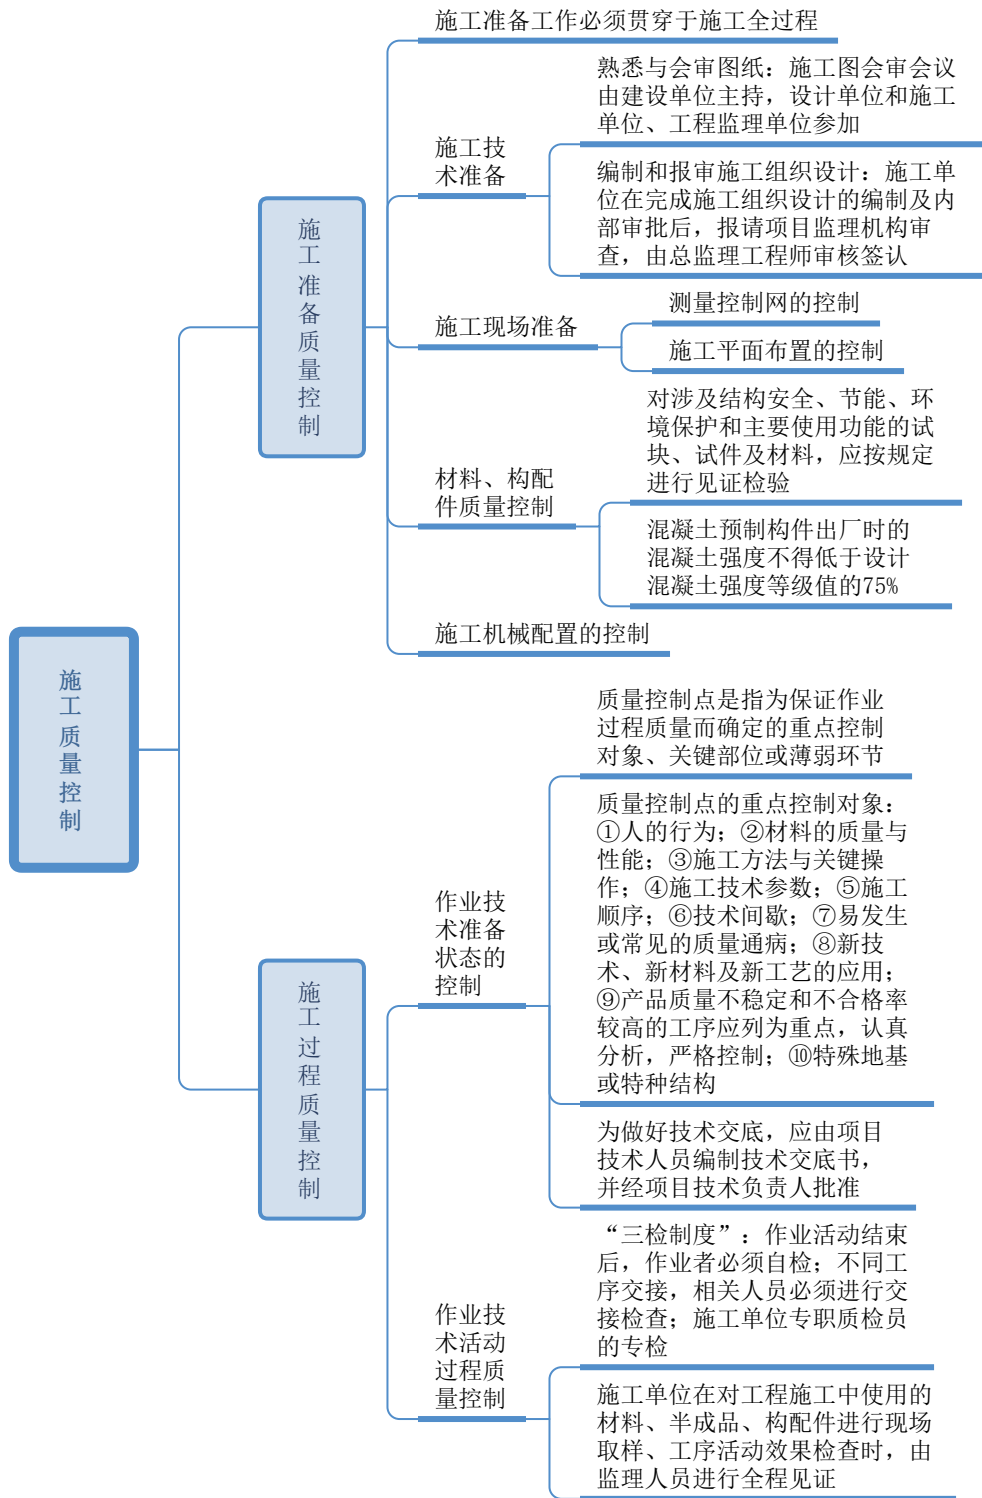 施工质量控制
施工准备质量控制
施工准备工作必须贯穿于施工全过程
施工技
术准备
熟悉与会审图纸：施工图会审会议
由建设单位主持，设计单位和施工
单位、工程监理单位参加
编制和报审施工组织设计：施工单
位在完成施工组织设计的编制及内
部审批后，报请项目监理机构审
查，由总监理工程师审核签认
施工现场准备
测量控制网的控制
施工平面布置的控制
材料、构配
件质量控制
对涉及结构安全、节能、环
境保护和主要使用功能的试
块、试件及材料，应按规定
进行见证检验
混凝土预制构件出厂时的
混凝土强度不得低于设计
混凝土强度等级值的75%
施工机械配置的控制
施工过程质量控制
作业技
术准备
状态的
控制
质量控制点是指为保证作业
过程质量而确定的重点控制
对象、关键部位或薄弱环节
质量控制点的重点控制对象：
①人的行为；②材料的质量与
性能；③施工方法与关键操
作；④施工技术参数；⑤施工
顺序；⑥技术间歇；⑦易发生
或常见的质量通病；⑧新技
术、新材料及新工艺的应用；
⑨产品质量不稳定和不合格率
较高的工序应列为重点，认真
分析，严格控制；⑩特殊地基
或特种结构
为做好技术交底，应由项目
技术人员编制技术交底书，
并经项目技术负责人批准
作业技
术活动
过程质
量控制
“三检制度”：作业活动结束
后，作业者必须自检；不同工
序交接，相关人员必须进行交
接检查；施工单位专职质检员
的专检
施工单位在对工程施工中使用的
材料、半成品、构配件进行现场
取样、工序活动效果检查时，由
监理人员进行全程见证